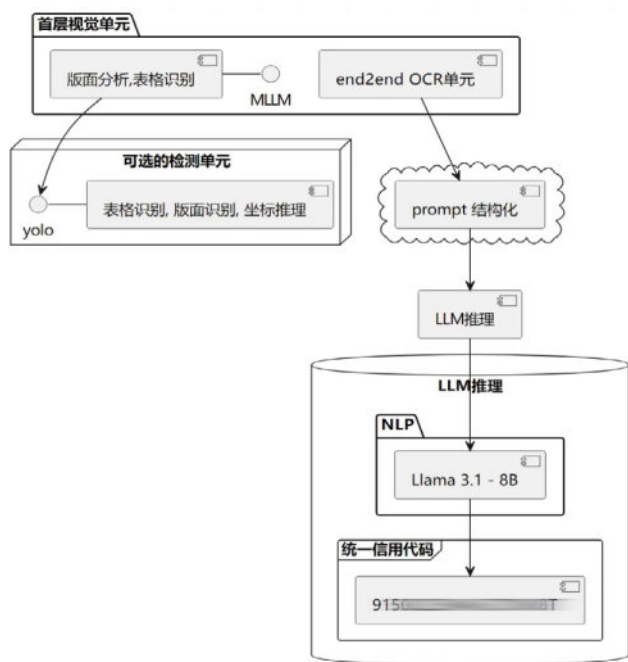 首层视觉单元
版面分析,表格识别
MLLM
end2end OCR单元
可选的检测单元
yolo
表格识别, 版面识别, 坐标推理
prompt 结构化
LLM推理
LLM推理
NLP
Llama 3.1 - 8B
统一信用代码